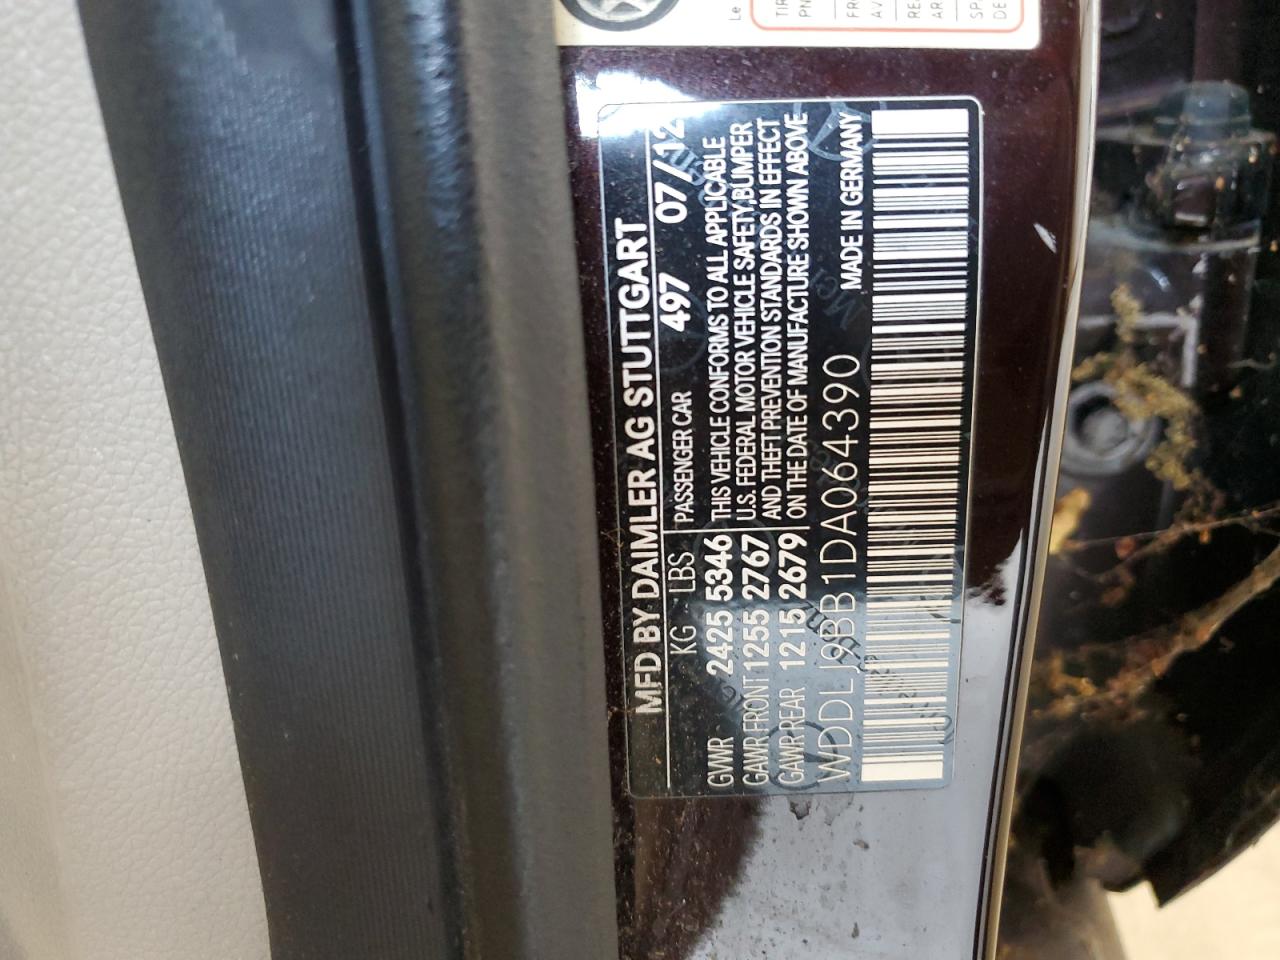 MFD BY DAIMLER AG STUTTGART
KG LBS PASSENGER CAR 497 07/12
GVWR 2425 5346 THIS VEHICLE CONFORMS TO ALL APPLICABLE
U.S. FEDERAL MOTOR VEHICLE SAFETY,BUMPER
GAWR FRONT 1255 2767 AND THEFT PREVENTION STANDARDS IN EFFECT
GAWR REAR 1215 2679 ON THE DATE OF MANUFACTURE SHOWN ABOVE
WDDLJ9BB1DA064390 MADE IN GERMANY
Le